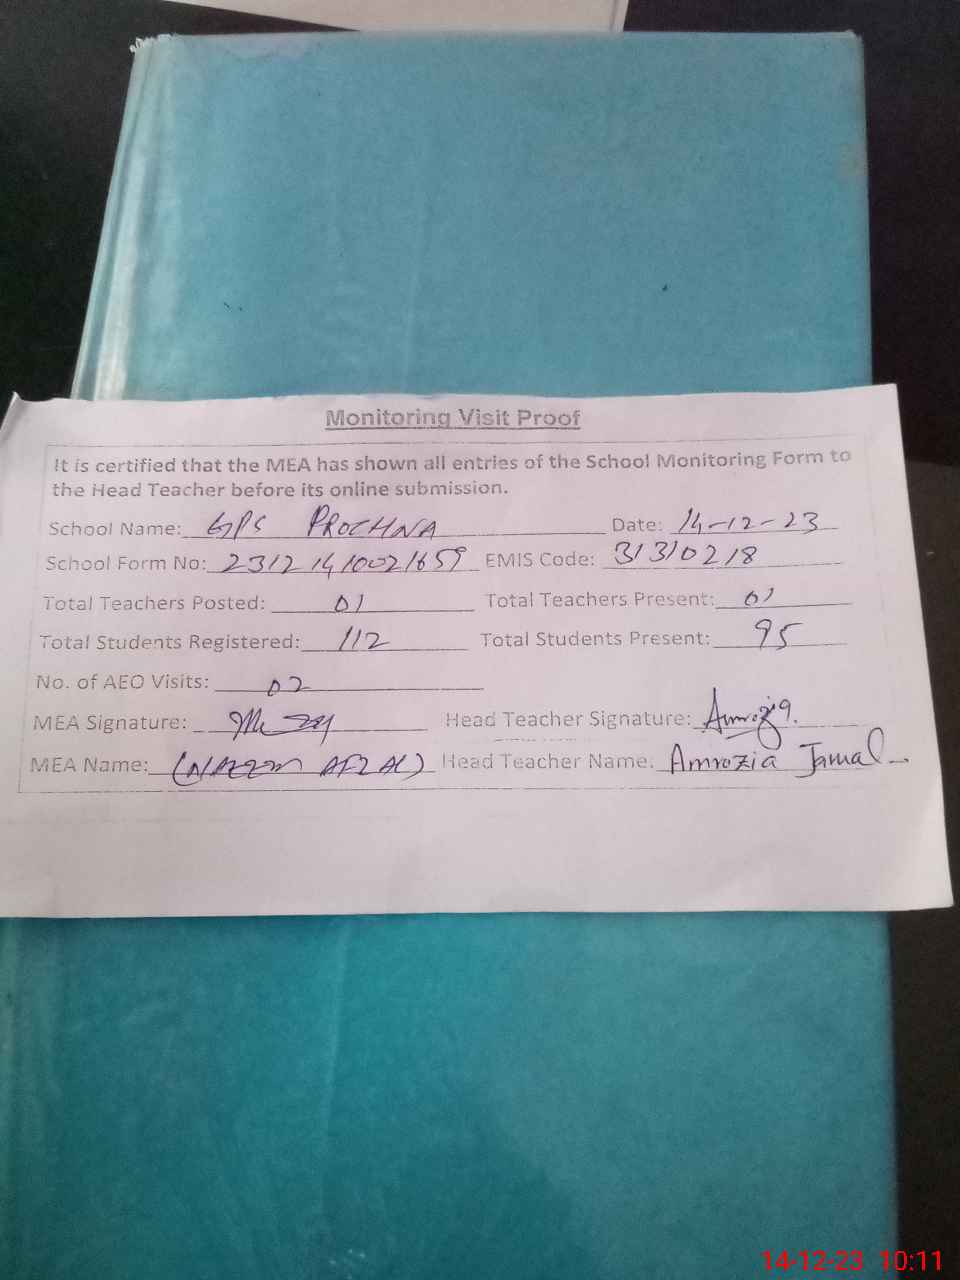 Monitoring Visit Proof
It is certified that the MEA has shown all entries of the School Monitoring Form to
the Head Teacher before its online submission.
School Name: GPS PROCHNA Date: 14-12-23
School Form No: 23121410021659 EMIS Code: 31310218
Total Teachers Posted: 01 Total Teachers Present: 01
Total Students Registered: 112 Total Students Present: 95
No. of AEO Visits: 02
MEA Signature: Head Teacher Signature: Amrozia.
MEA Name: (NAEEM AFZAL) Head Teacher Name: Amrozia Jamal
14-12-23 10:11